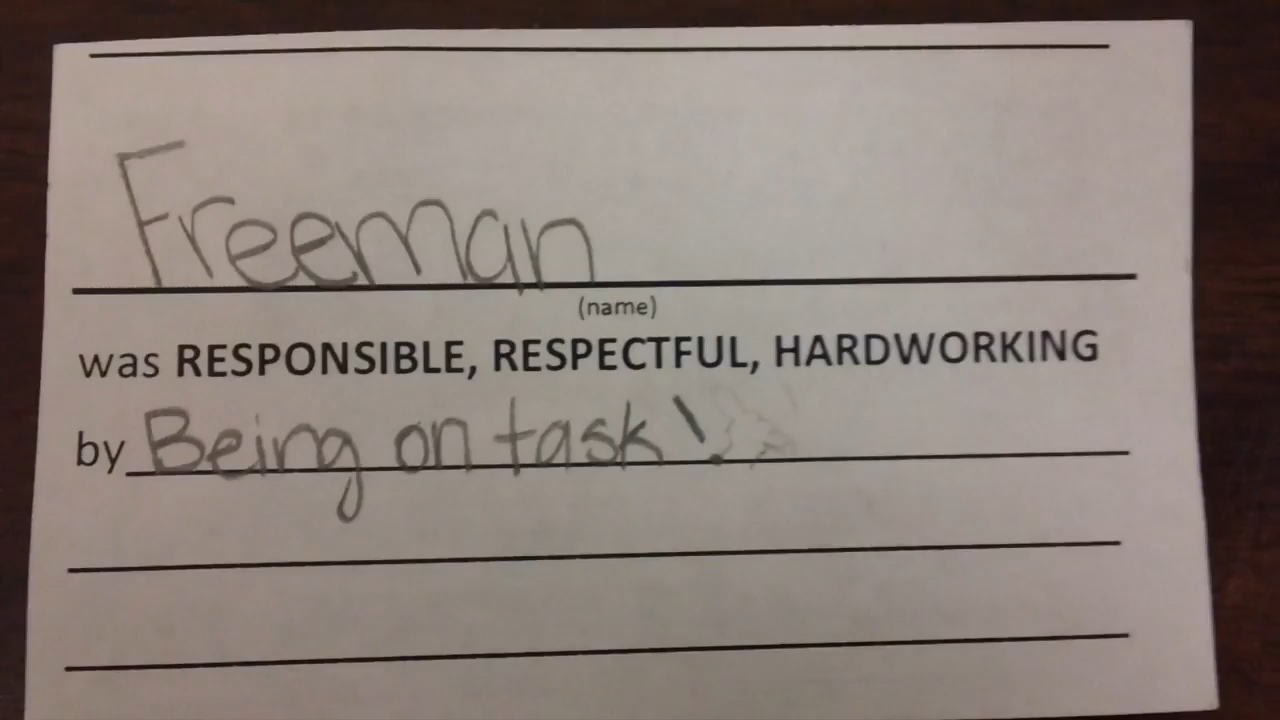 Freeman
(name)
was RESPONSIBLE, RESPECTFUL, HARDWORKING
by Being on task!